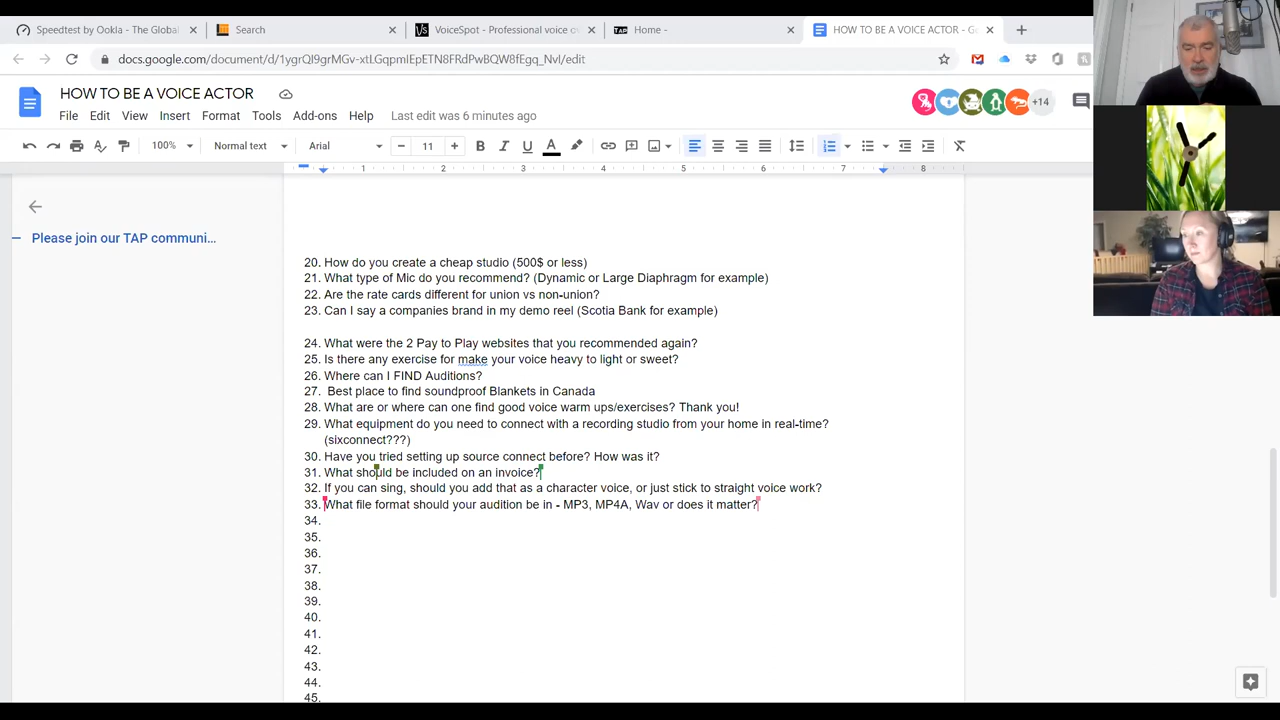 Speedtest by Ookla - The Global
Search
VoiceSpot - Professional voice ov
TAP Home -
HOW TO BE A VOICE ACTOR - G
HOW TO BE A VOICE ACTOR
File Edit View Insert Format Tools Add-ons Help Last edit was 6 minutes ago
+14
100% Normal text Arial 11
1 2 3 4 5 6 7 8
Please join our TAP communi...
20. How do you create a cheap studio (500$ or less)
21. What type of Mic do you recommend? (Dynamic or Large Diaphragm for example)
22. Are the rate cards different for union vs non-union?
23. Can I say a companies brand in my demo reel (Scotia Bank for example)
24. What were the 2 Pay to Play websites that you recommended again?
25. Is there any exercise for make your voice heavy to light or sweet?
26. Where can I FIND Auditions?
27. Best place to find soundproof Blankets in Canada
28. What are or where can one find good voice warm ups/exercises? Thank you!
29. What equipment do you need to connect with a recording studio from your home in real-time?
(sixconnect???)
30. Have you tried setting up source connect before? How was it?
31. What should be included on an invoice?
32. If you can sing, should you add that as a character voice, or just stick to straight voice work?
33. What file format should your audition be in - MP3, MP4A, Wav or does it matter?
34.
35.
36.
37.
38.
39.
40.
41.
42.
43.
44.
45.